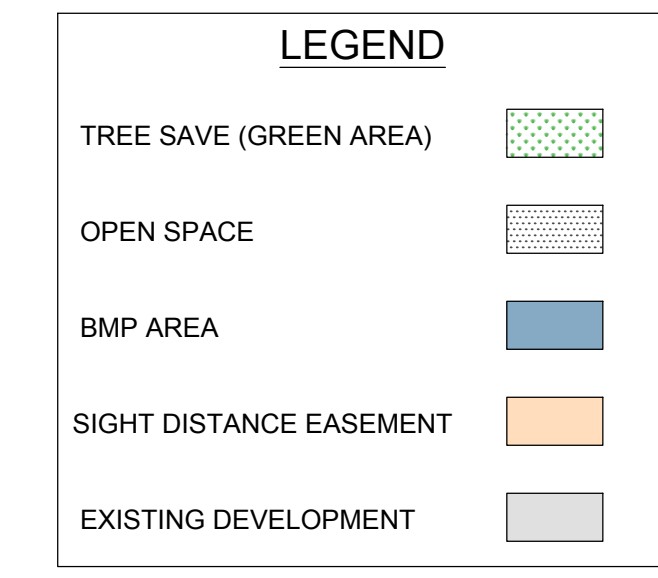 LEGEND
TREE SAVE (GREEN AREA)
OPEN SPACE
BMP AREA
SIGHT DISTANCE EASEMENT
EXISTING DEVELOPMENT